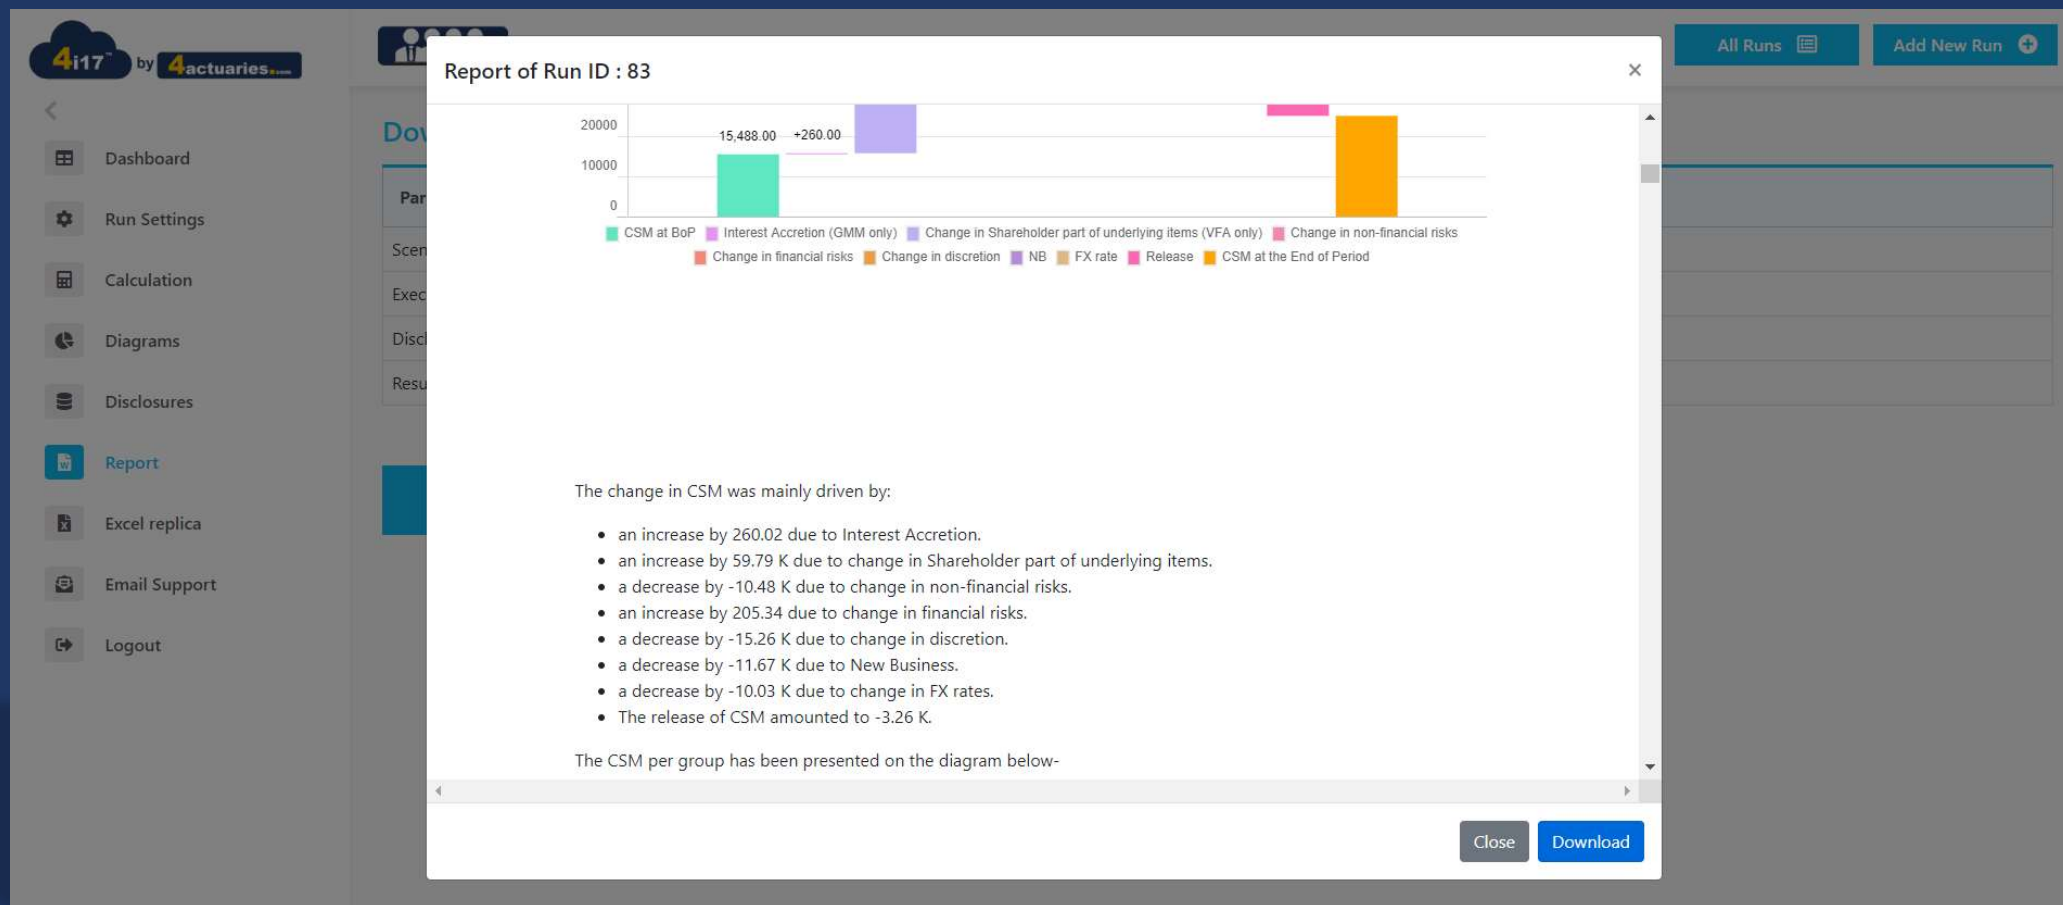 4i17™ by 4actuaries
All Runs
Add New Run
Report of Run ID : 83
×
Dashboard
Run Settings
Calculation
Diagrams
Disclosures
Report
Excel replica
Email Support
Logout
Dov
Par
Scen
Exec
Discl
Resu
20000
15,488.00 +260.00
10000
0
CSM at BoP Interest Accretion (GMM only) Change in Shareholder part of underlying items (VFA only) Change in non-financial risks
Change in financial risks Change in discretion NB FX rate Release CSM at the End of Period
The change in CSM was mainly driven by:
• an increase by 260.02 due to Interest Accretion.
• an increase by 59.79 K due to change in Shareholder part of underlying items.
• a decrease by -10.48 K due to change in non-financial risks.
• an increase by 205.34 due to change in financial risks.
• a decrease by -15.26 K due to change in discretion.
• a decrease by -11.67 K due to New Business.
• a decrease by -10.03 K due to change in FX rates.
• The release of CSM amounted to -3.26 K.
The CSM per group has been presented on the diagram below-
Close
Download